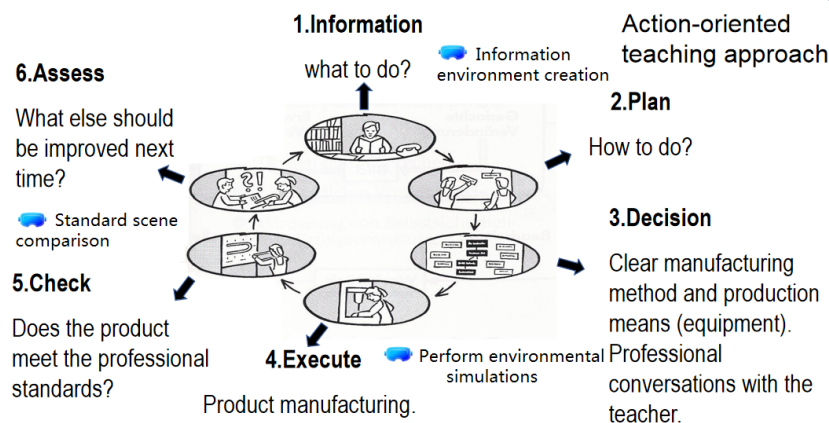 Action-oriented
teaching approach
1.Information
what to do?
Information
environment creation
2.Plan
How to do?
3.Decision
Clear manufacturing
method and production
means (equipment).
Professional
conversations with the
teacher.
4.Execute
Perform environmental
simulations
Product manufacturing.
5.Check
Does the product
meet the professional
standards?
6.Assess
What else should
be improved next
time?
Standard scene
comparison
?!